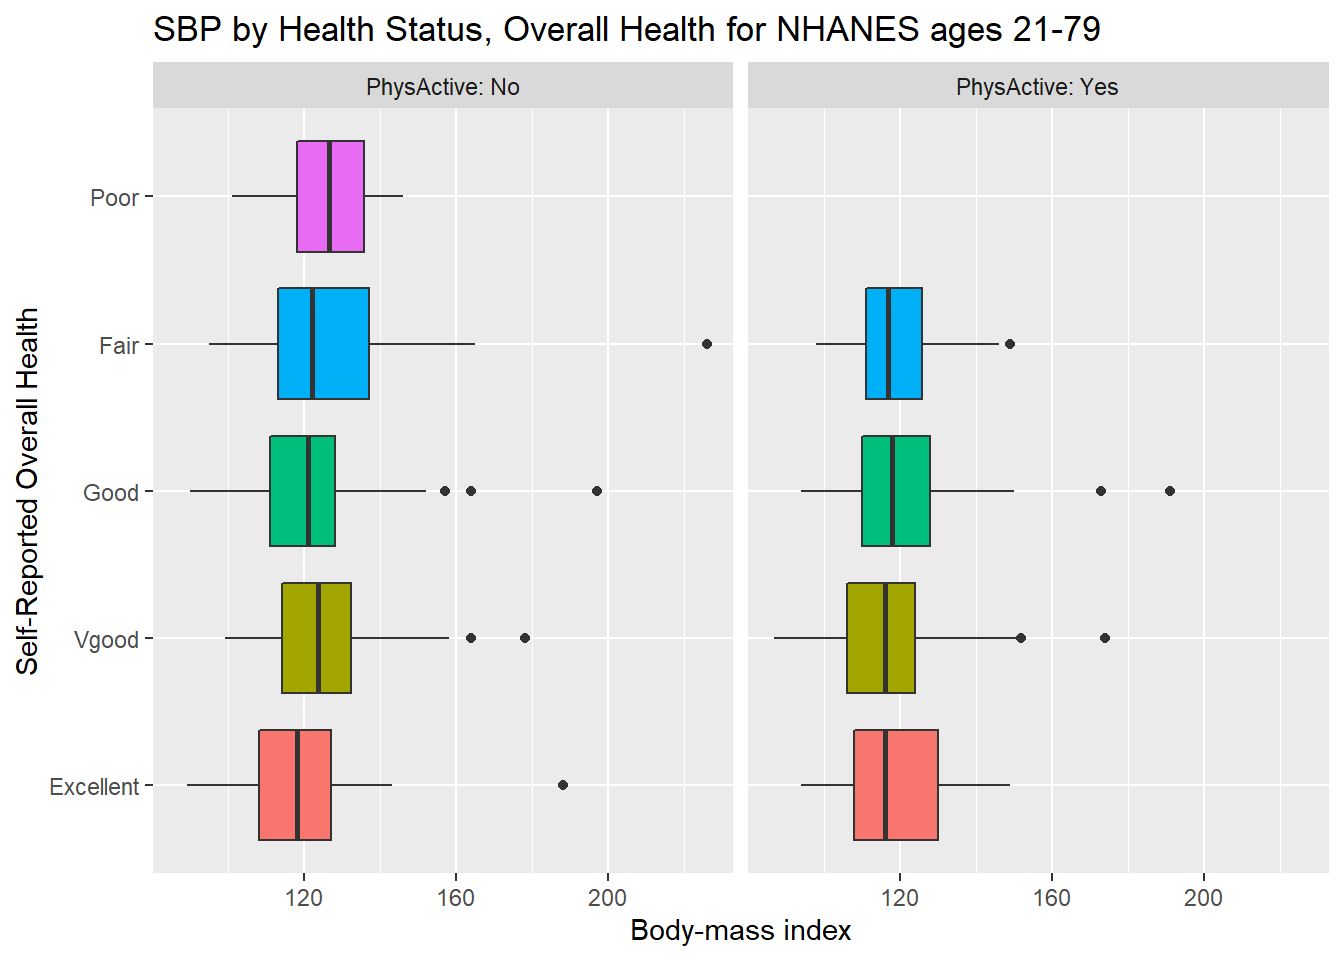 SBP by Health Status, Overall Health for NHANES ages 21-79
PhysActive: No
PhysActive: Yes
Self-Reported Overall Health
Poor
Fair
Good
Vgood
Excellent
120 160 200
120 160 200
Body-mass index